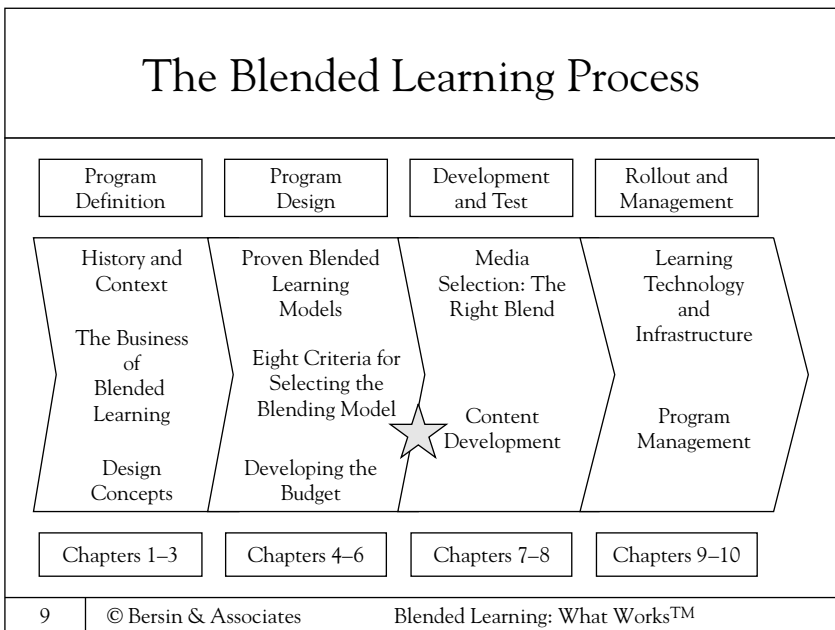 The Blended Learning Process
Program
Definition
Program
Design
Development
and Test
Rollout and
Management
History and
Context
The Business
of
Blended
Learning
Design
Concepts
Proven Blended
Learning
Models
Eight Criteria for
Selecting the
Blending Model
Developing the
Budget
Media
Selection: The
Right Blend
Content
Development
Learning
Technology
and
Infrastructure
Program
Management
Chapters 1–3
Chapters 4–6
Chapters 7–8
Chapters 9–10
9 © Bersin & Associates Blended Learning: What Works™